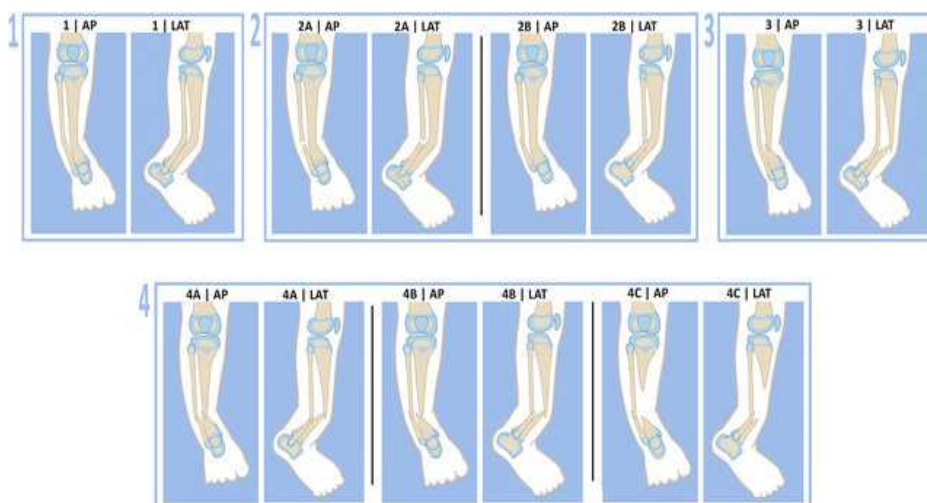 1
1 | AP
1 | LAT
2
2A | AP
2A | LAT
2B | AP
2B | LAT
3
3 | AP
3 | LAT
4
4A | AP
4A | LAT
4B | AP
4B | LAT
4C | AP
4C | LAT